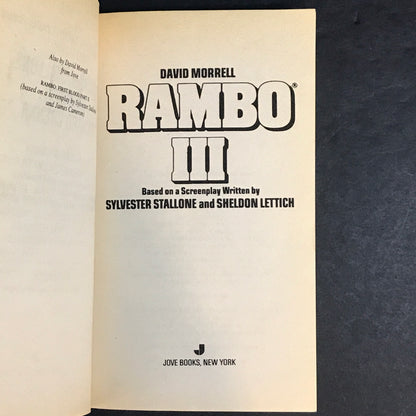 Also by David Morrell
from Jove
RAMBO: FIRST BLOOD PART II
(based on a screenplay by Sylvester Stallone
and James Cameron)
DAVID MORRELL
RAMBO®
III
Based on a Screenplay Written by
SYLVESTER STALLONE and SHELDON LETTICH
J
JOVE BOOKS, NEW YORK